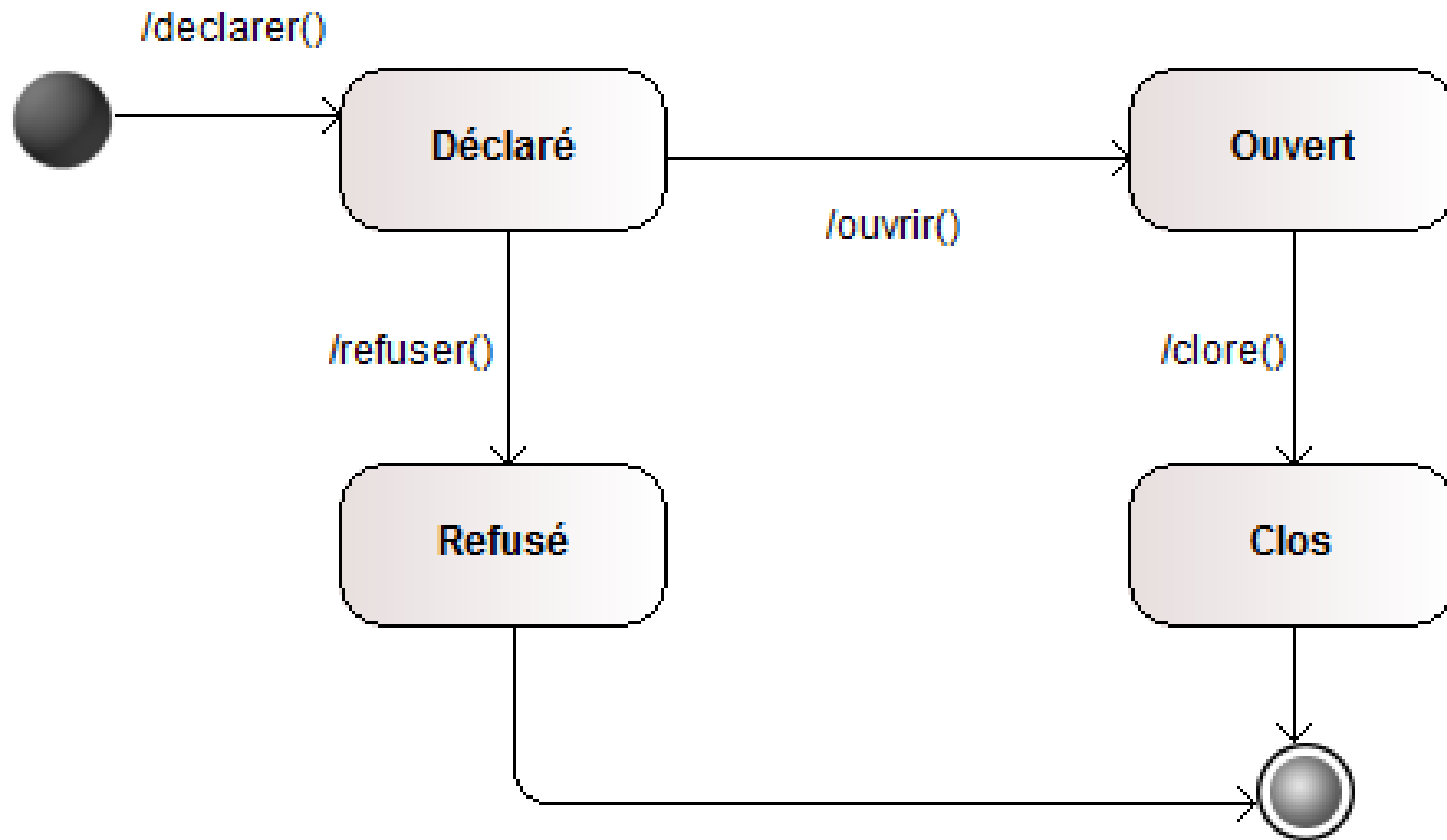 /declarer()
Déclaré
Ouvert
/ouvrir()
/refuser()
/clore()
Refusé
Clos